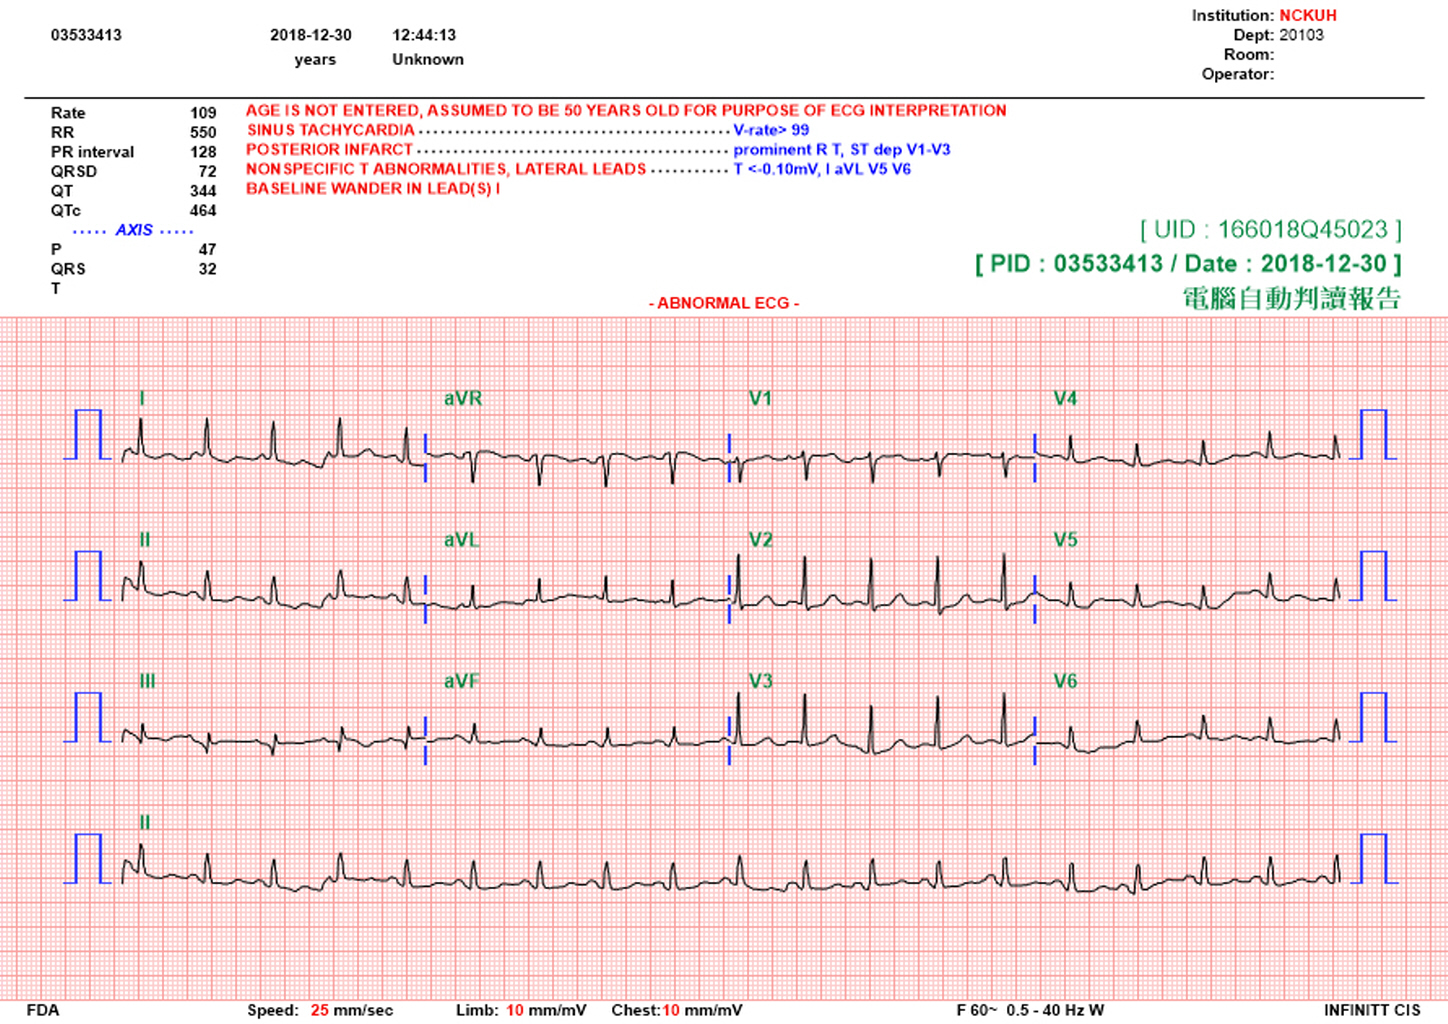 Institution: NCKUH
03533413 2018-12-30 12:44:13 Dept: 20103
Room:
years Unknown
Operator:
Rate 109 AGE IS NOT ENTERED, ASSUMED TO BE 50 YEARS OLD FOR PURPOSE OF ECG INTERPRETATION
RR 550 SINUS TACHYCARDIA V-rate> 99
PR interval 128 POSTERIOR INFARCT prominent R T, ST dep V1-V3
QRSD 72 NONSPECIFIC T ABNORMALITIES, LATERAL LEADS T <-0.10mV, I aVL V5 V6
QT 344 BASELINE WANDER IN LEAD(S) I
QTc 464
····· AXIS ·····
[ UID : 166018Q45023 ]
P 47
[ PID : 03533413 / Date : 2018-12-30 ]
QRS 32
T
電腦自動判讀報告
- ABNORMAL ECG -
I aVR V1 V4
II aVL V2 V5
III aVF V3 V6
II
FDA Speed: 25 mm/sec Limb: 10 mm/mV Chest:10 mm/mV F 60~ 0.5 - 40 Hz W INFINITT CIS